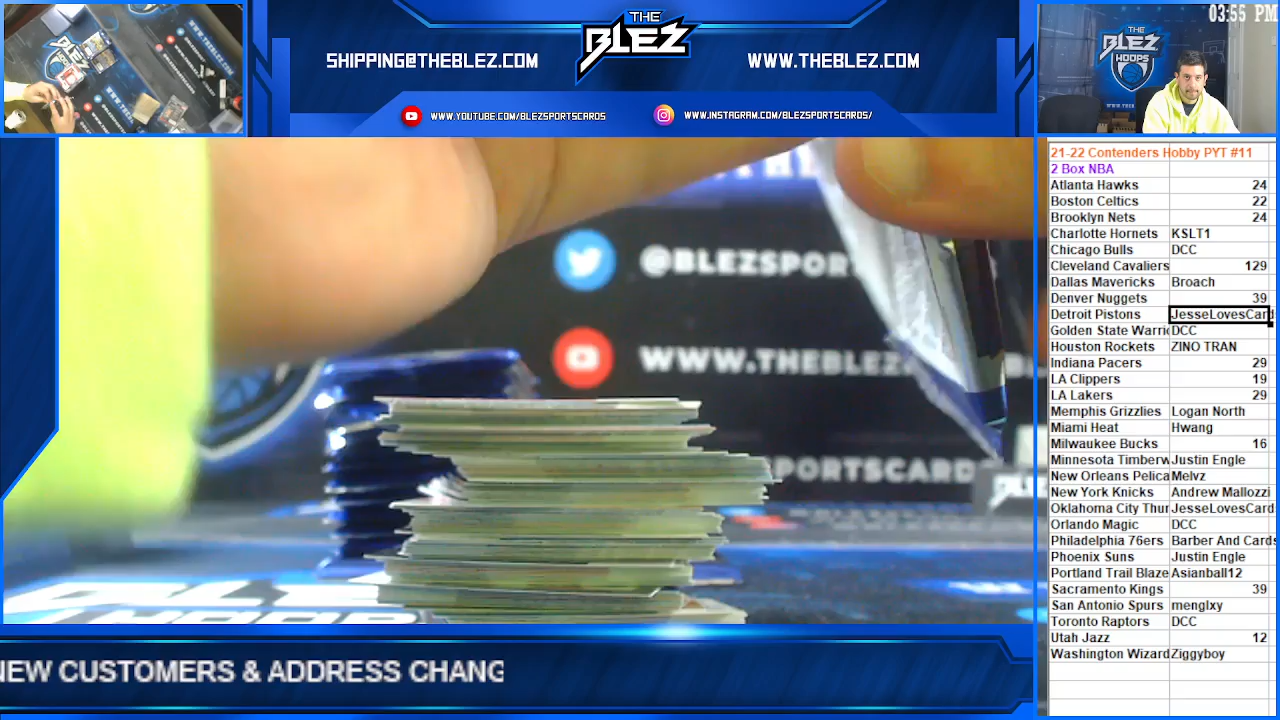 03:55 PM
THE
BLEZ
SHIPPING@THEBLEZ.COM
WWW.THEBLEZ.COM
WWW.YOUTUBE.COM/BLEZSPORTSCARDS
WWW.INSTAGRAM.COM/BLEZSPORTSCARDS/
THE
BLEZ
HOOPS
@BLEZSPOR
WWW.THEBLEZ
SPORTSCARD
HOOPS
NEW CUSTOMERS & ADDRESS CHANG
21-22 Contenders Hobby PYT #11
2 Box NBA
Atlanta Hawks 24
Boston Celtics 22
Brooklyn Nets 24
Charlotte Hornets KSLT1
Chicago Bulls DCC
Cleveland Cavaliers 129
Dallas Mavericks Broach
Denver Nuggets 39
Detroit Pistons JesseLovesCard
Golden State Warri DCC
Houston Rockets ZINO TRAN
Indiana Pacers 29
LA Clippers 19
LA Lakers 29
Memphis Grizzlies Logan North
Miami Heat Hwang
Milwaukee Bucks 16
Minnesota Timberw Justin Engle
New Orleans Pelica Melvz
New York Knicks Andrew Mallozzi
Oklahoma City Thur JesseLovesCard
Orlando Magic DCC
Philadelphia 76ers Barber And Cards
Phoenix Suns Justin Engle
Portland Trail Blaze Asianball12
Sacramento Kings 39
San Antonio Spurs menglxy
Toronto Raptors DCC
Utah Jazz 12
Washington Wizard Ziggyboy